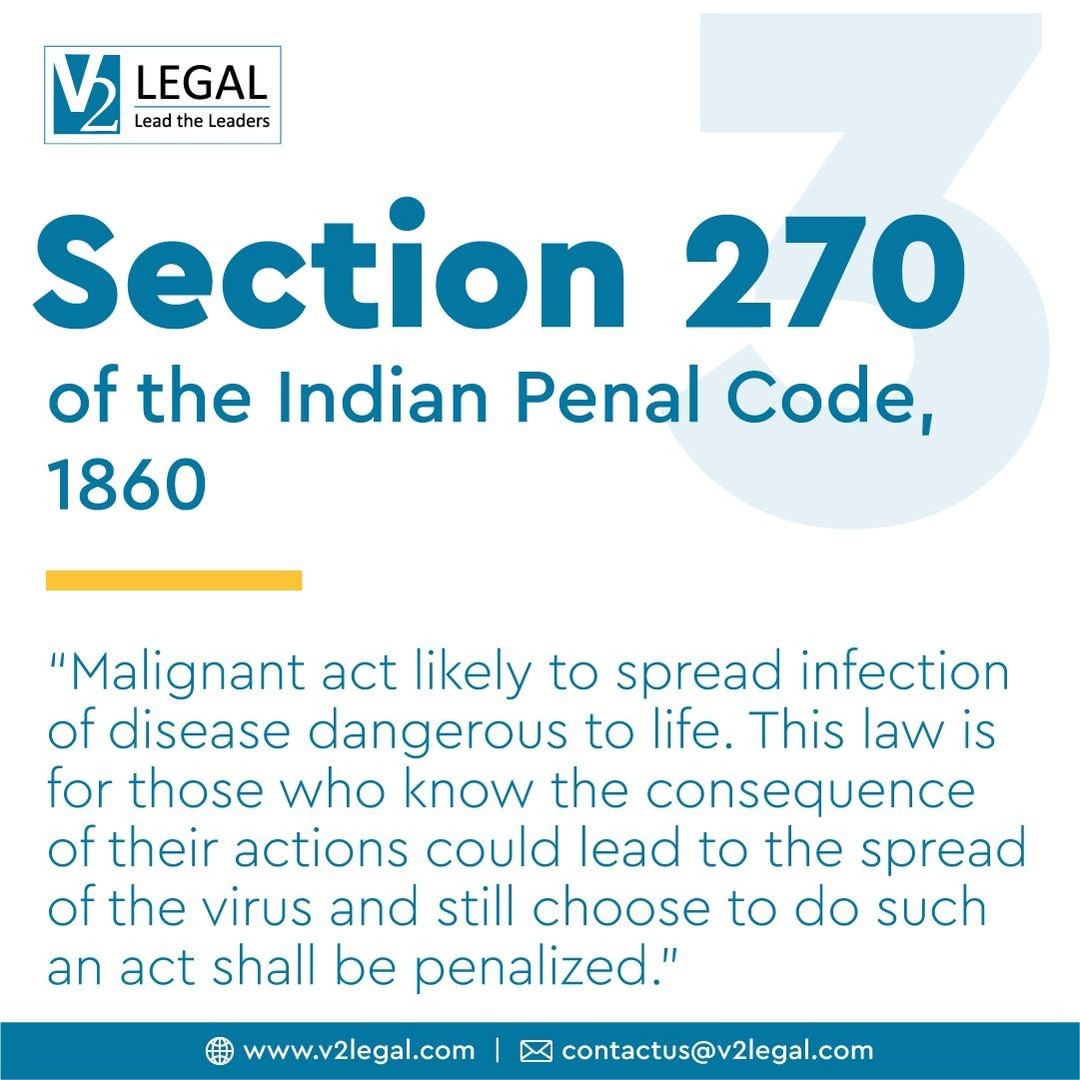 V2 LEGAL
Lead the Leaders
3
Section 270
of the Indian Penal Code,
1860
“Malignant act likely to spread infection
of disease dangerous to life. This law is
for those who know the consequence
of their actions could lead to the spread
of the virus and still choose to do such
an act shall be penalized.”
www.v2legal.com | contactus@v2legal.com